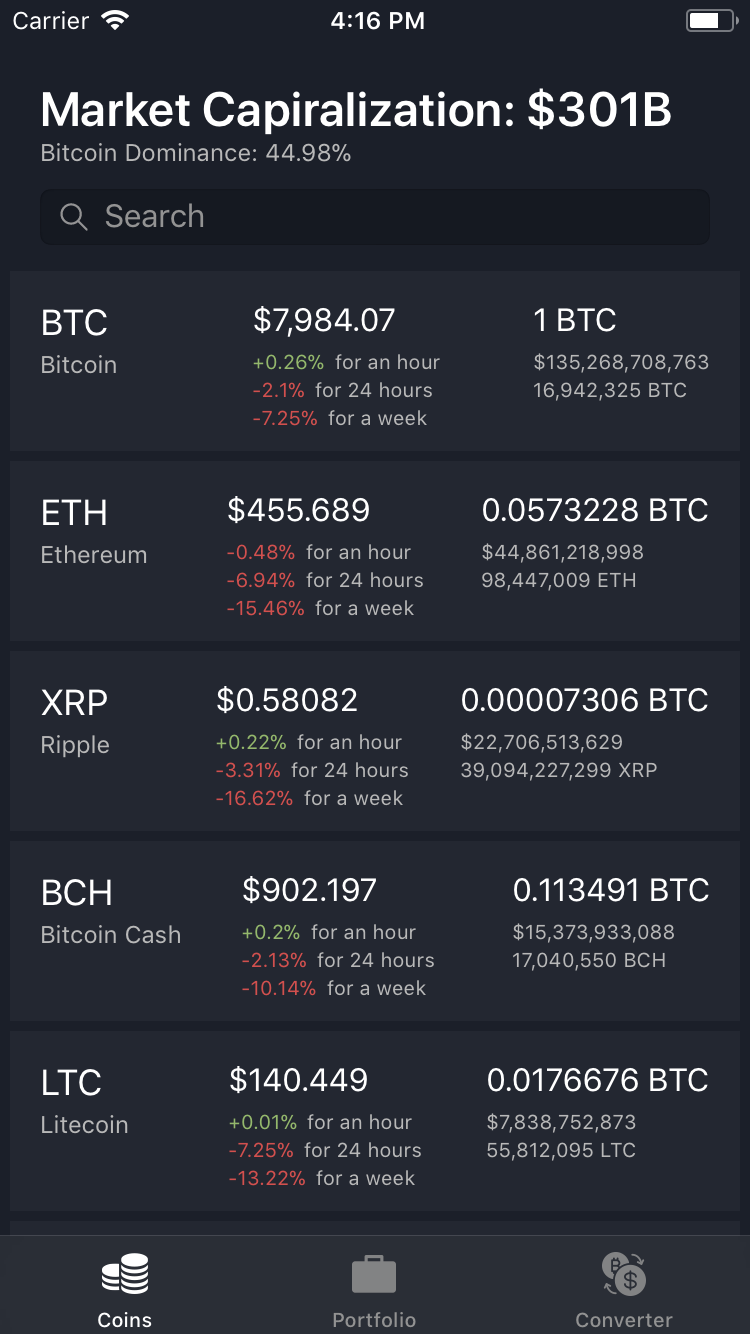 Carrier 4:16 PM
Market Capiralization: $301B
Bitcoin Dominance: 44.98%
Search
BTC $7,984.07 1 BTC
Bitcoin +0.26% for an hour $135,268,708,763
-2.1% for 24 hours 16,942,325 BTC
-7.25% for a week
ETH $455.689 0.0573228 BTC
Ethereum -0.48% for an hour $44,861,218,998
-6.94% for 24 hours 98,447,009 ETH
-15.46% for a week
XRP $0.58082 0.00007306 BTC
Ripple +0.22% for an hour $22,706,513,629
-3.31% for 24 hours 39,094,227,299 XRP
-16.62% for a week
BCH $902.197 0.113491 BTC
Bitcoin Cash +0.2% for an hour $15,373,933,088
-2.13% for 24 hours 17,040,550 BCH
-10.14% for a week
LTC $140.449 0.0176676 BTC
Litecoin +0.01% for an hour $7,838,752,873
-7.25% for 24 hours 55,812,095 LTC
-13.22% for a week
Coins Portfolio Converter